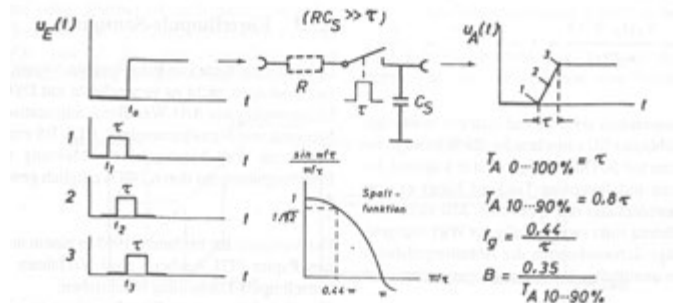 u_E(t)
(RC_S >> τ)
u_A(t)
R
τ
C_S
t_0
t
1
2
3
τ
t
1
τ
t_1
t
2
τ
t_2
t
3
τ
t_3
t
sin πfτ
πfτ
1
1/√2
Spalt-
funktion
0,44 π
π
πfτ
T_A 0–100% = τ
T_A 10–90% = 0,8τ
f_g = 0,44 / τ
B = 0,35 / T_A 10–90%